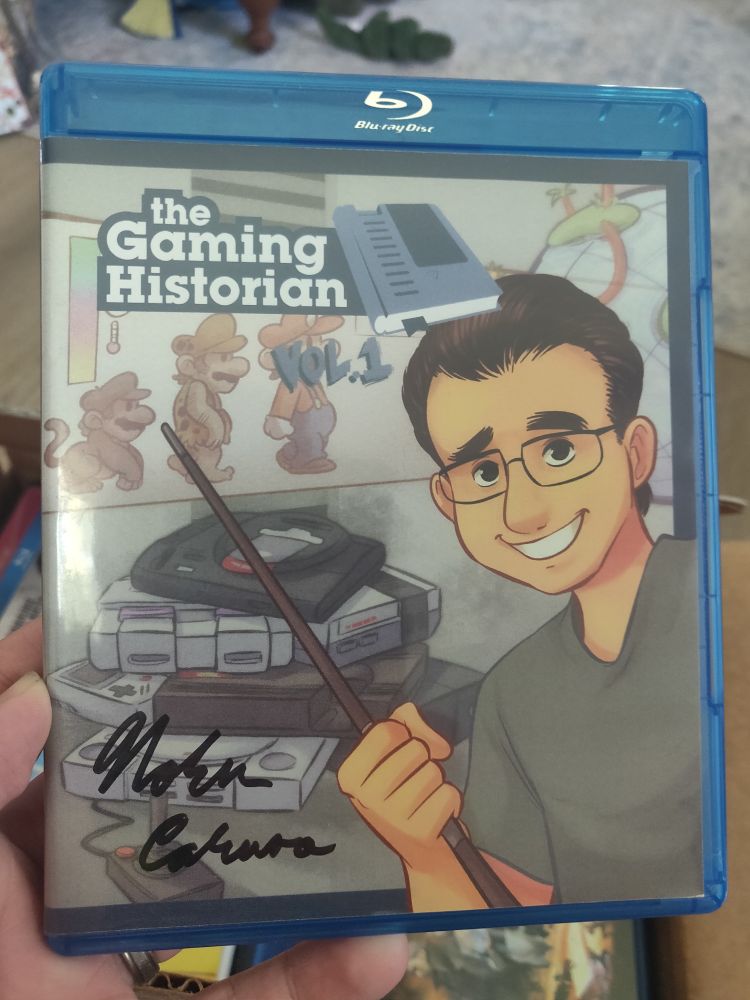 Blu-ray Disc
the
Gaming
Historian
VOL.1